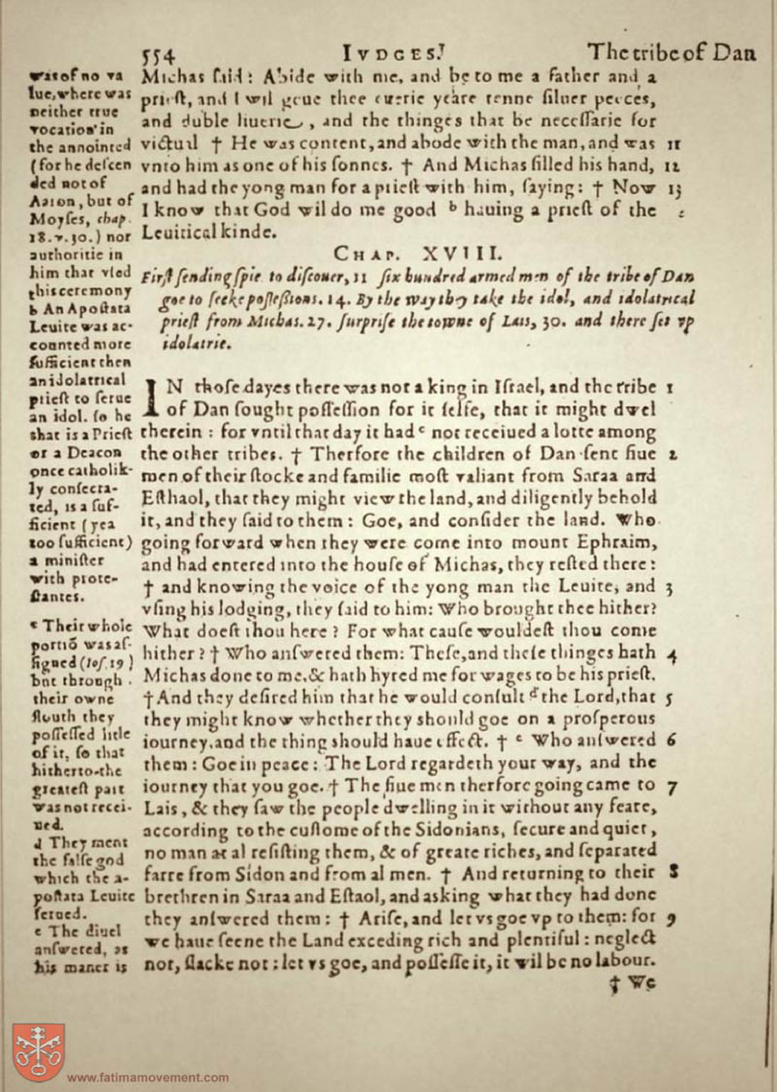 554 IVDGES. The tribe of Dan
Michas ſaid: Abide with me, and be to me a father and a
prieſt, and I wil geue thee euerie yeare tenne ſiluer peeces,
and duble liuerie, and the thinges that be neceſſarie for
victual † He was content, and abode with the man, and was 11
vnto him as one of his ſonnes. † And Michas filled his hand, 12
and had the yong man for a prieſt with him, ſaying: † Now 13
I know that God wil do me good b hauing a prieſt of the
Leuitical kinde.
CHAP. XVIII.
Firſt ſending ſpie to diſcouer, 11 ſix hundred armed men of the tribe of Dan
goe to ſeeke poſſeſſions. 14. By the way they take the idol, and idolatrical
prieſt from Michas. 27. ſurpriſe the towne of Lais, 30. and there ſet vp
idolatrie.
IN thoſe dayes there was not a king in Iſrael, and the tribe 1
of Dan ſought poſſeſſion for it ſelfe, that it might dwel
therein: for vntil that day it had c not receiued a lotte among
the other tribes. † Therfore the children of Dan ſent fiue 2
men of their ſtocke and familie moſt valiant from Saraa and
Eſthaol, that they might view the land, and diligently behold
it, and they ſaid to them: Goe, and conſider the land. Who
going forward when they were come into mount Ephraim,
and had entered into the houſe of Michas, they reſted there:
† and knowing the voice of the yong man the Leuite, and 3
vſing his lodging, they ſaid to him: Who brought thee hither?
What doeſt thou here? For what cauſe wouldeſt thou come
hither? † Who anſwered them: Theſe, and theſe thinges hath 4
Michas done to me, & hath hyred me for wages to be his prieſt.
† And they deſired him that he would conſult d the Lord, that 5
they might know whether they should goe on a proſperous
iourney, and the thing should haue effect. † e Who anſwered 6
them: Goe in peace: The Lord regardeth your way, and the
iourney that you goe. † The fiue men therfore going came to 7
Lais, & they ſaw the people dwelling in it without any feare,
according to the cuſtome of the Sidonians, ſecure and quiet,
no man at al reſiſting them, & of greate riches, and ſeparated
farre from Sidon and from al men. † And returning to their 8
brethren in Saraa and Eſtaol, and asking what they had done
they anſwered them: † Ariſe, and let vs goe vp to them: for 9
we haue ſeene the Land exceding rich and plentiful: neglect
not, ſlacke not: let vs goe, and poſſeſſe it, it wil be no labour.
† We
was of no va
lue, where was
neither true
vocation in
the annointed
(for he deſcen
ded not of
Aaron, but of
Moyſes, chap.
18. v. 30.) nor
authoritie in
him that vſed
this ceremony
b An Apoſtata
Leuite was ac-
counted more
ſufficient then
an idolatrical
prieſt to ſerue
an idol. ſo he
that is a Prieſt
or a Deacon
once catholik-
ly conſecra-
ted, is a ſuf-
ficient (yea
too ſufficient)
a miniſter
with prote-
ſtantes.
c Their whole
portiõ was aſ-
ſigned (Ioſ. 19)
but through
their owne
ſlouth they
poſſeſſed litle
of it, ſo that
hitherto the
greateſt part
was not recei-
ued.
d They ment
the falſe god
which the a-
poſtata Leuite
ſerued.
e The diuel
anſwered, as
his maner is
www.fatimamovement.com